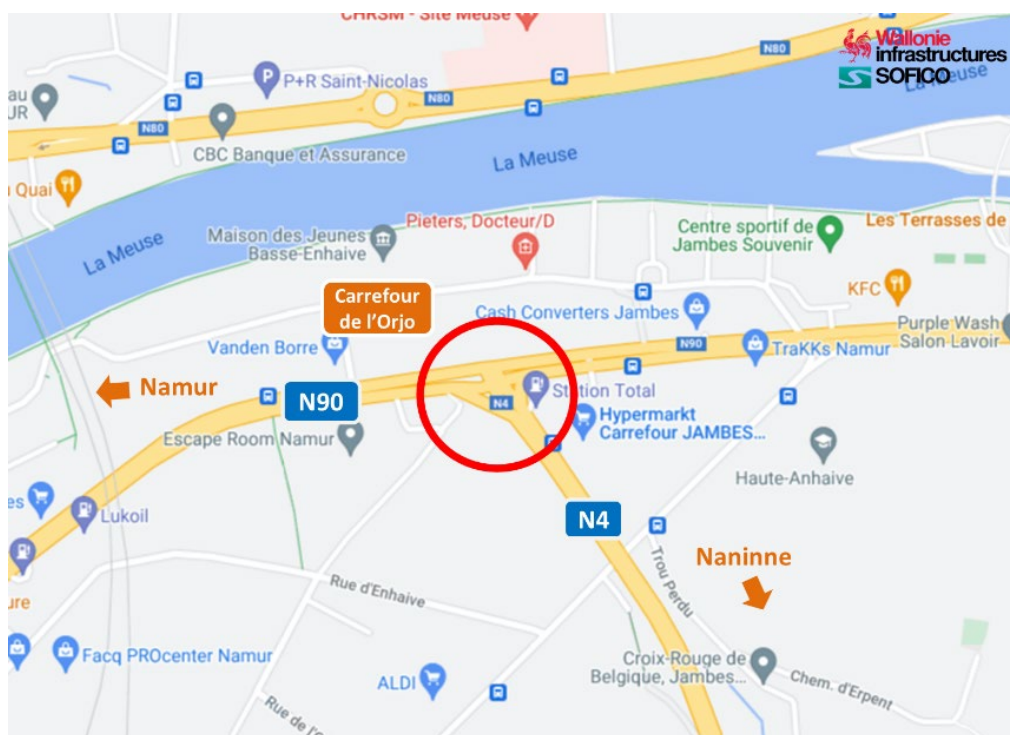 CHRSM - Site Meuse
N80
Wallonie
infrastructures
SOFICO
La Meuse
P+R Saint-Nicolas
N80
N80
CBC Banque et Assurance
La Meuse
Quai
La Meuse
Maison des Jeunes
Basse-Enhaive
Pieters, Docteur/D
Centre sportif de
Jambes Souvenir
Les Terrasses de
KFC
Carrefour
de l'Orjo
Cash Converters Jambes
Purple Wash
Salon Lavoir
Vanden Borre
N90
TraKKs Namur
Namur
N90
N4
Station Total
Hypermarkt
Carrefour JAMBES...
Escape Room Namur
Haute-Anhaive
Lukoil
N4
Trou Perdu
Naninne
Rue d'Enhaive
Facq PROcenter Namur
ALDI
Croix-Rouge de
Belgique, Jambes...
Chem. d'Erpent
Rue de l'o